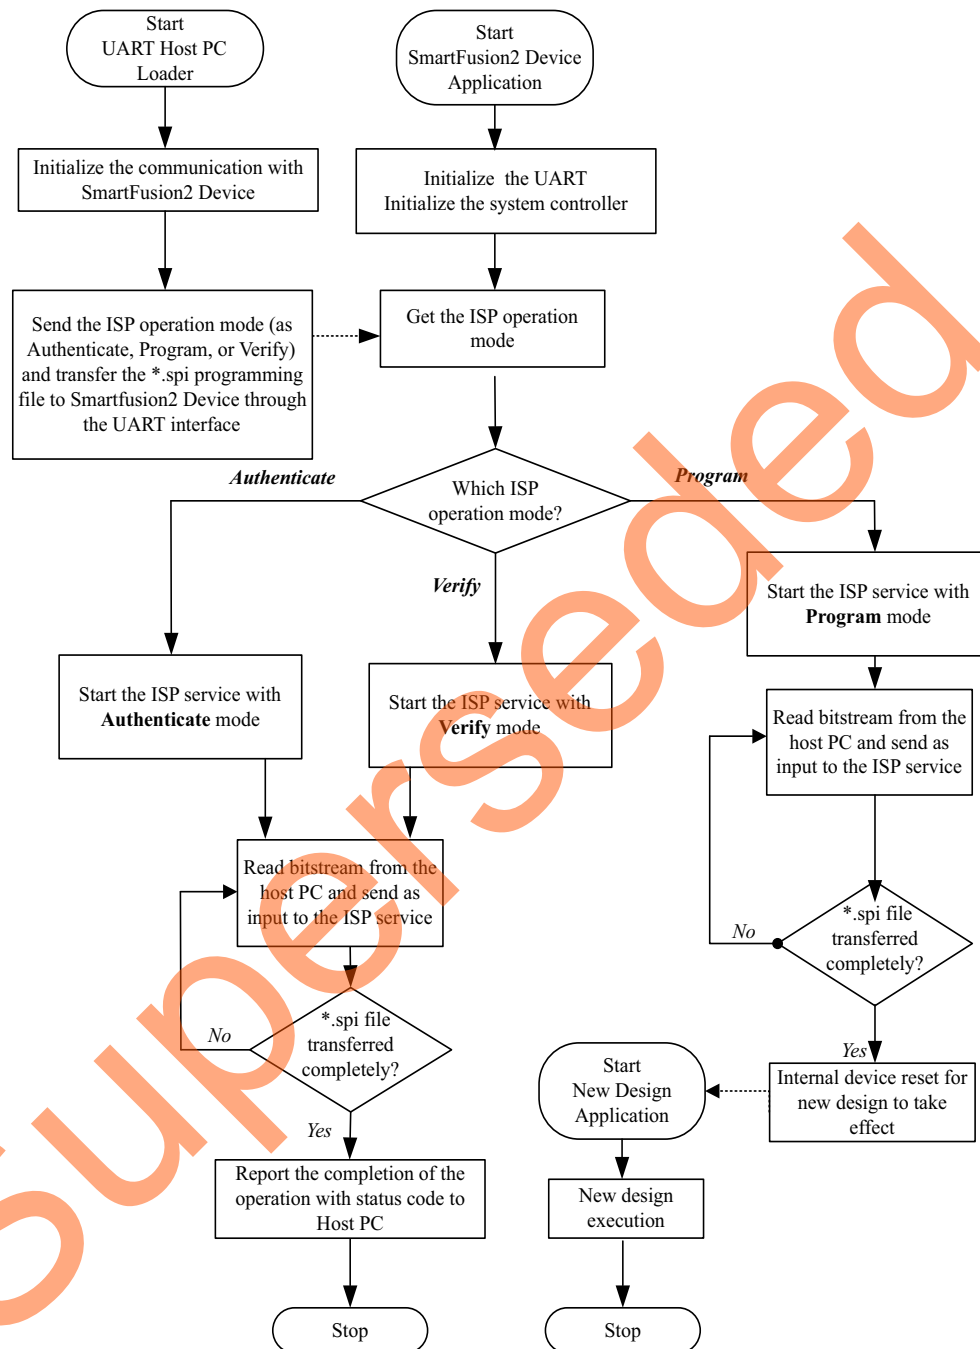 Start
UART Host PC
Loader
Start
SmartFusion2 Device
Application
Initialize the communication with
SmartFusion2 Device
Initialize the UART
Initialize the system controller
Send the ISP operation mode (as
Authenticate, Program, or Verify)
and transfer the *.spi programming
file to Smartfusion2 Device through
the UART interface
Get the ISP operation
mode
Authenticate
Which ISP
operation mode?
Program
Verify
Start the ISP service with
Program mode
Start the ISP service with
Authenticate mode
Start the ISP service with
Verify mode
Read bitstream from the
host PC and send as
input to the ISP service
Read bitstream from the
host PC and send as
input to the ISP service
*.spi file
transferred
completely?
No
Yes
*.spi file
transferred
completely?
No
Yes
Internal device reset for
new design to take
effect
Start
New Design
Application
Report the completion of the
operation with status code to
Host PC
New design
execution
Stop
Stop
Superseded